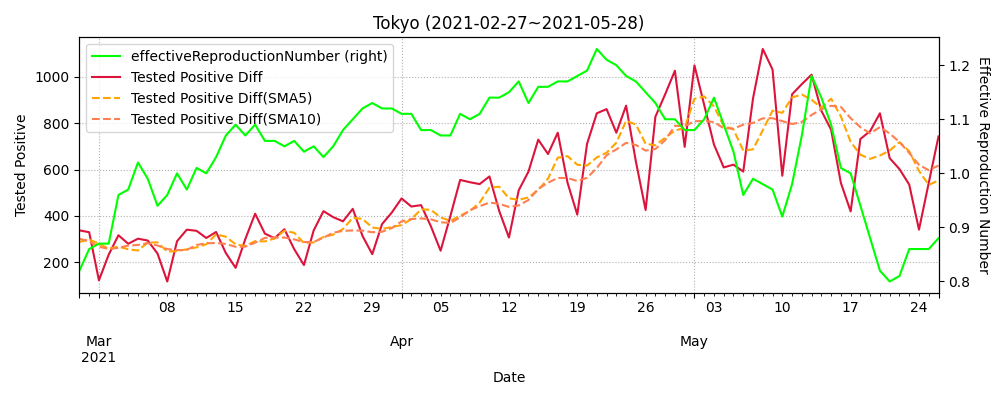 Tokyo (2021-02-27~2021-05-28)
effectiveReproductionNumber (right)
Tested Positive Diff
Tested Positive Diff(SMA5)
Tested Positive Diff(SMA10)
Tested Positive
1000
800
600
400
200
Effective Reproduction Number
1.2
1.1
1.0
0.9
0.8
08 15 22 29 05 12 19 26 03 10 17 24
Mar Apr May
2021
Date